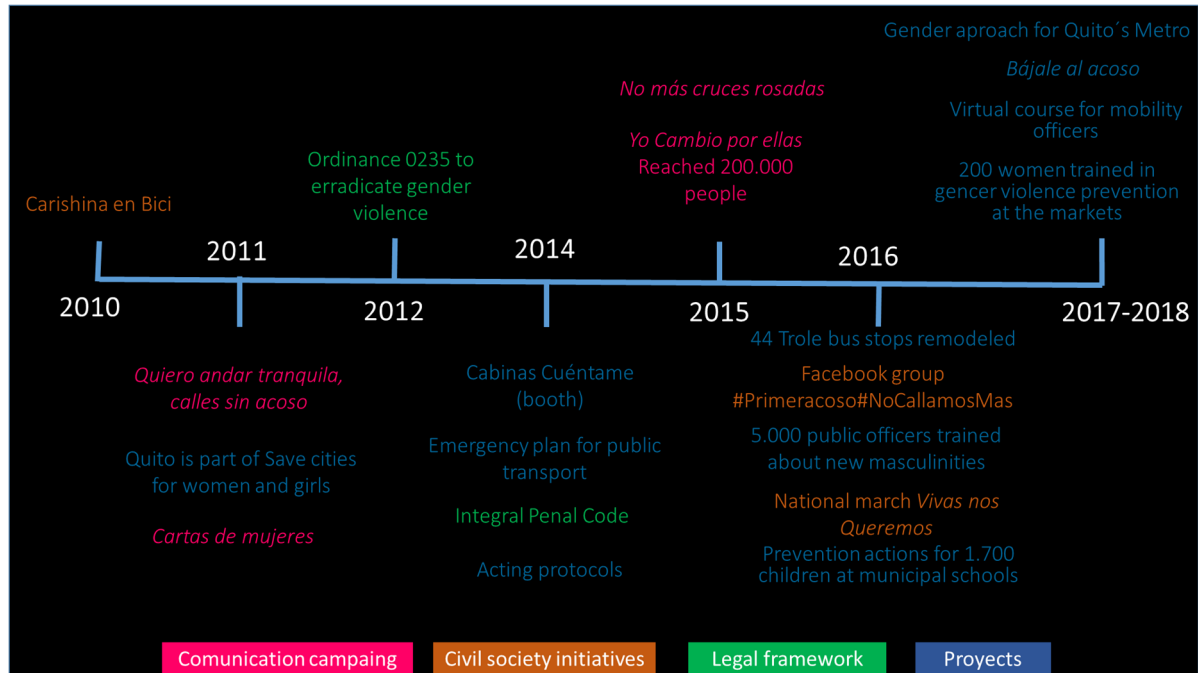 Gender aproach for Quito´s Metro
Bájale al acoso
Virtual course for mobility
officers
200 women trained in
gencer violence prevention
at the markets
No más cruces rosadas
Yo Cambio por ellas
Reached 200.000
people
Ordinance 0235 to
erradicate gender
violence
Carishina en Bici
2011
2014
2016
2010
2012
2015
2017-2018
Quiero andar tranquila,
calles sin acoso
Quito is part of Save cities
for women and girls
Cartas de mujeres
Cabinas Cuéntame
(booth)
Emergency plan for public
transport
Integral Penal Code
Acting protocols
44 Trole bus stops remodeled
Facebook group
#Primeracoso#NoCallamosMas
5.000 public officers trained
about new masculinities
National march Vivas nos
Queremos
Prevention actions for 1.700
children at municipal schools
Comunication campaing
Civil society initiatives
Legal framework
Proyects